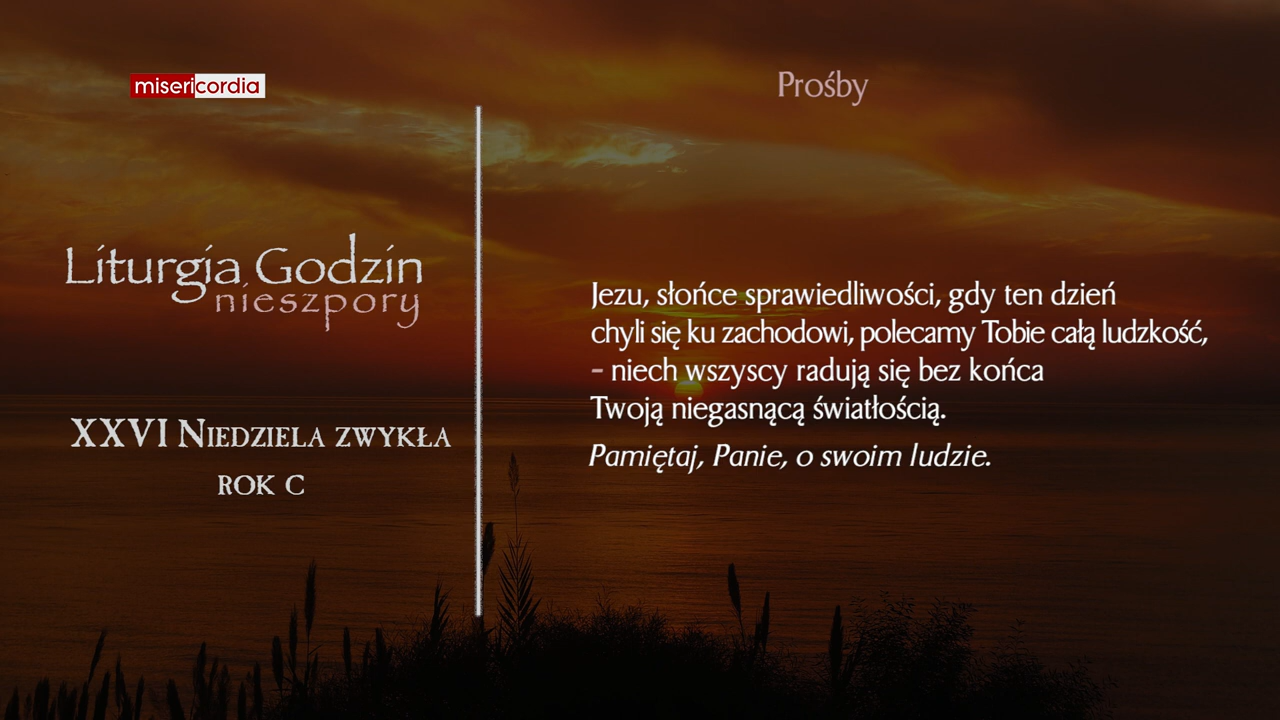 misericordia
Prośby
Liturgia Godzin
nieszpory
XXVI Niedziela zwykła
rok C
Jezu, słońce sprawiedliwości, gdy ten dzień
chyli się ku zachodowi, polecamy Tobie całą ludzkość,
- niech wszyscy radują się bez końca
Twoją niegasnącą światłością.
Pamiętaj, Panie, o swoim ludzie.